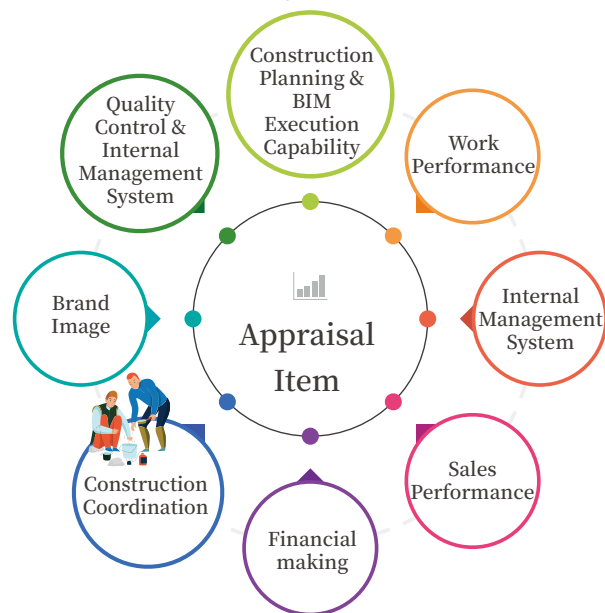 Construction
Planning &
BIM
Execution
Capability
Quality
Control &
Internal
Management
System
Work
Performance
Brand
Image
Appraisal
Item
Internal
Management
System
Construction
Coordination
Sales
Performance
Financial
making